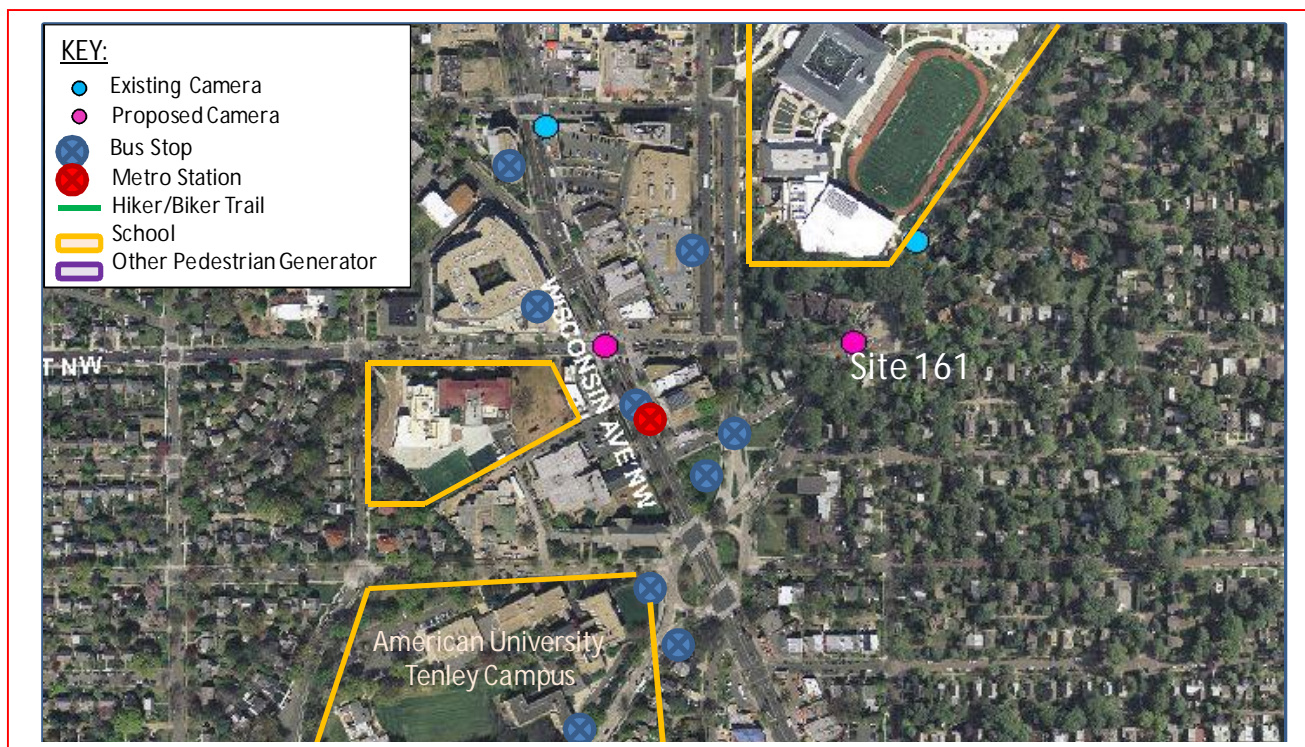 KEY:
Existing Camera
Proposed Camera
Bus Stop
Metro Station
Hiker/Biker Trail
School
Other Pedestrian Generator
WISCONSIN AVE NW
T NW
Site 161
American University
Tenley Campus